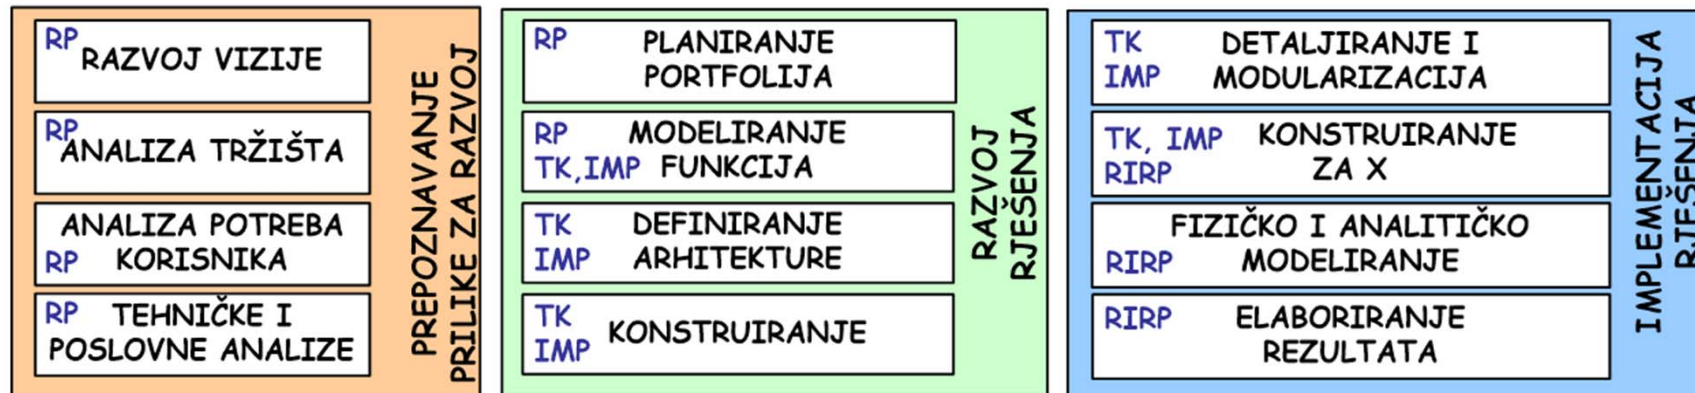 RP
RAZVOJ VIZIJE
RP
ANALIZA TRŽIŠTA
ANALIZA POTREBA
RP KORISNIKA
RP TEHNIČKE I
POSLOVNE ANALIZE
PREPOZNAVANJE
PRILIKE ZA RAZVOJ
RP PLANIRANJE
PORTFOLIJA
RP MODELIRANJE
TK,IMP FUNKCIJA
TK DEFINIRANJE
IMP ARHITEKTURE
TK
KONSTRUIRANJE
IMP
RAZVOJ
RJEŠENJA
TK DETALJIRANJE I
IMP MODULARIZACIJA
TK, IMP KONSTRUIRANJE
RIRP ZA X
FIZIČKO I ANALITIČKO
RIRP MODELIRANJE
RIRP ELABORIRANJE
REZULTATA
IMPLEMENTACIJA
RJEŠENJA